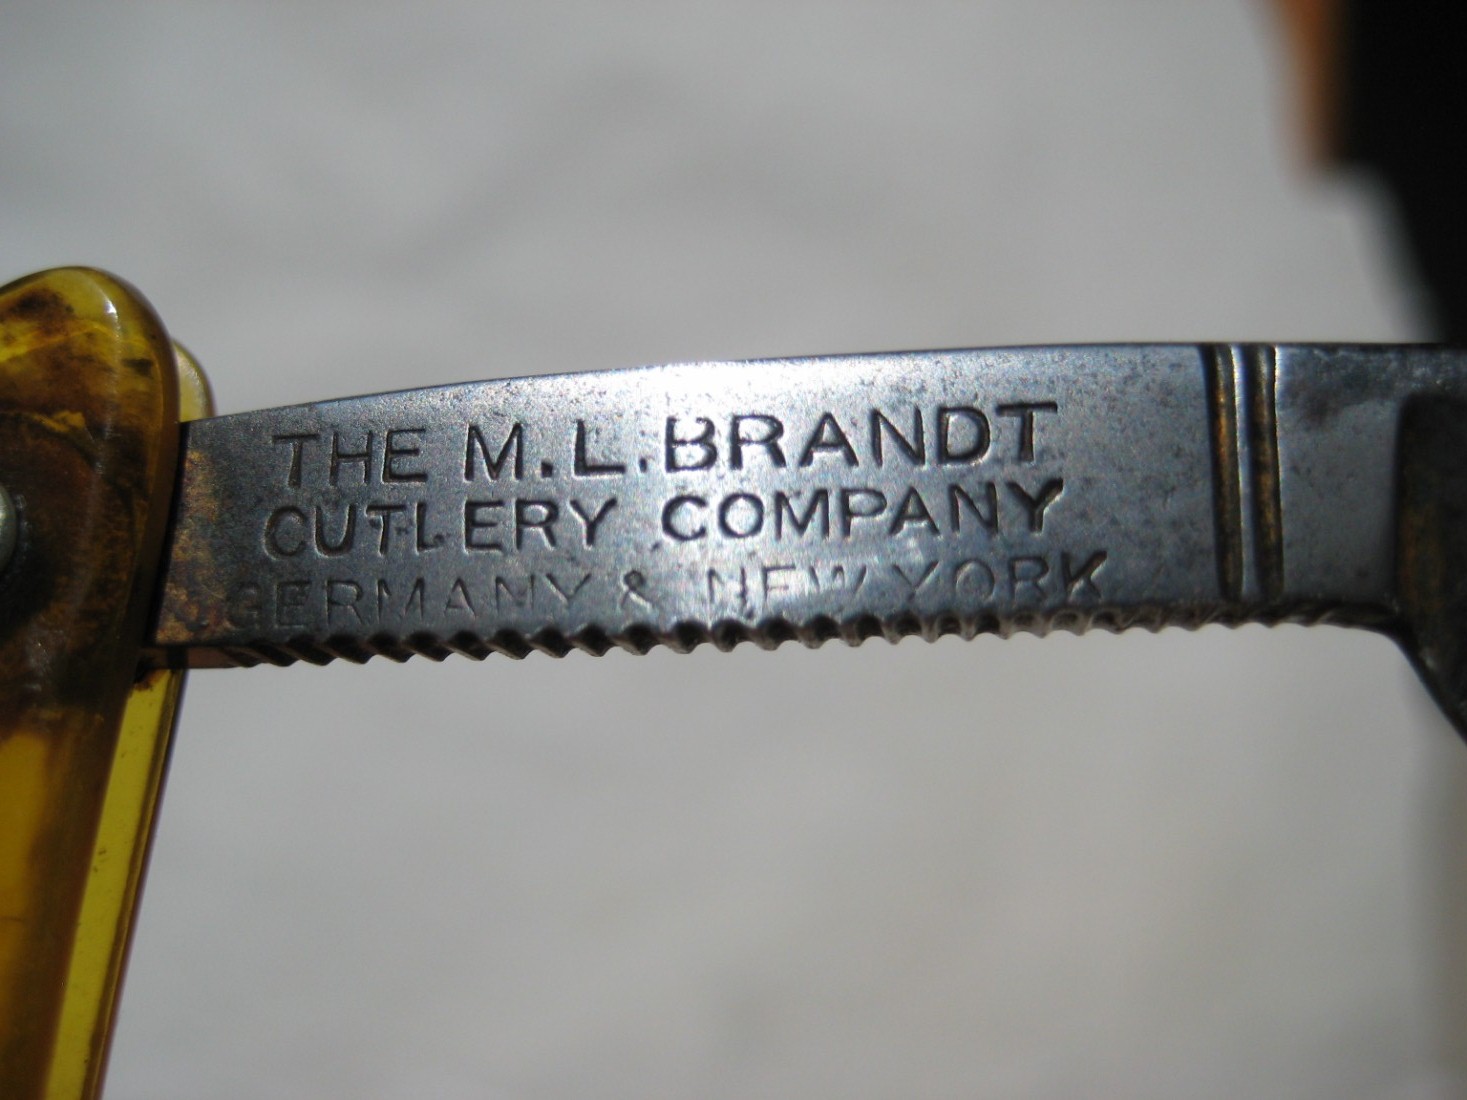 THE M.L.BRANDT
CUTLERY COMPANY
GERMANY & NEW YORK